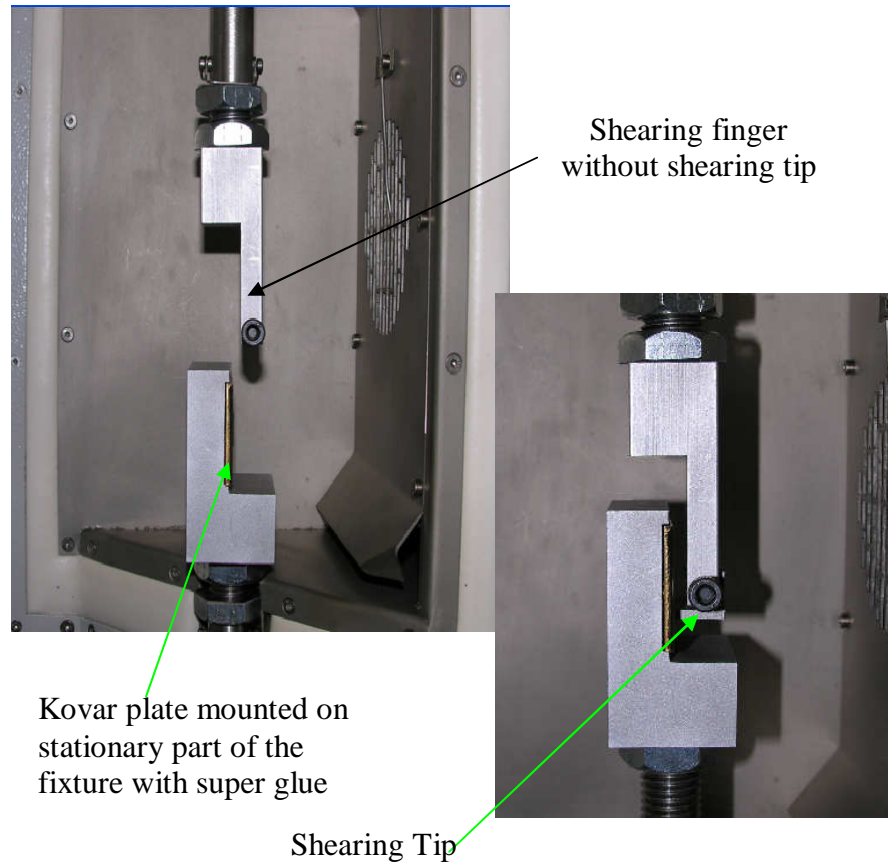 Shearing finger
without shearing tip
Kovar plate mounted on
stationary part of the
fixture with super glue
Shearing Tip